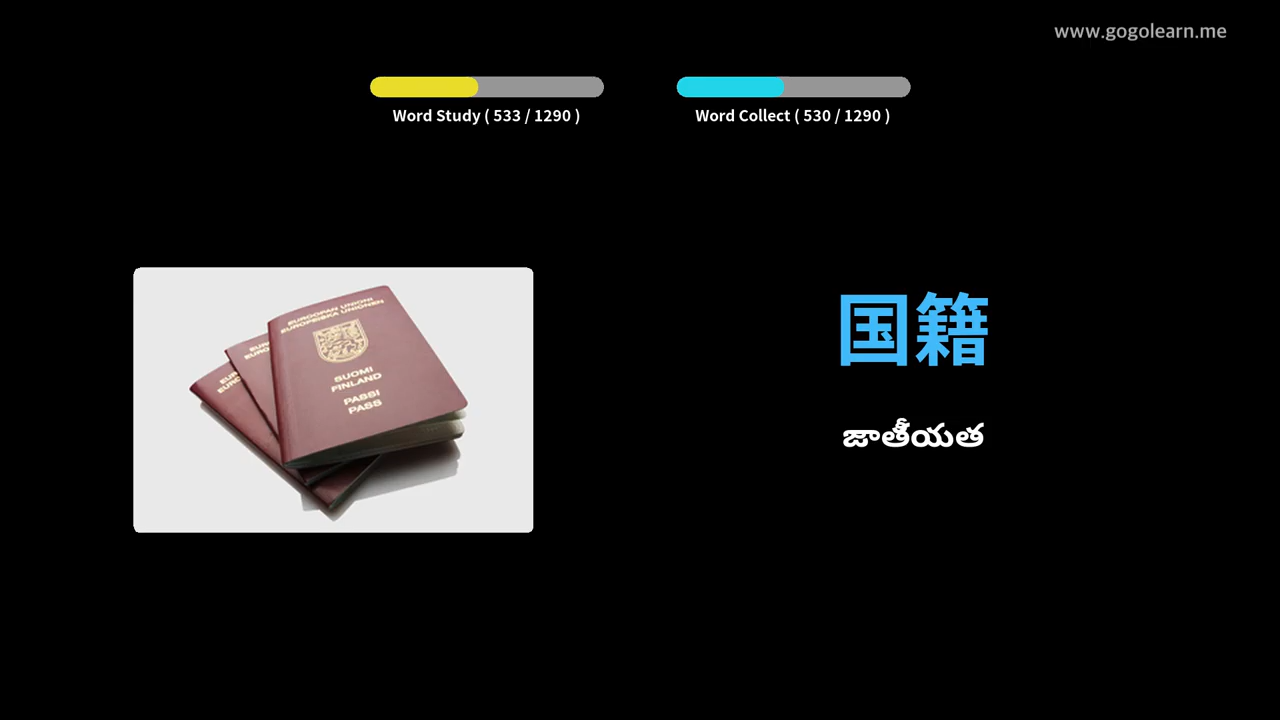 www.gogolearn.me
Word Study ( 533 / 1290 )
Word Collect ( 530 / 1290 )
EUROOPAN UNIONI
EUROPEISKA UNIONEN
SUOMI
FINLAND
PASSI
PASS
国籍
జాతీయత